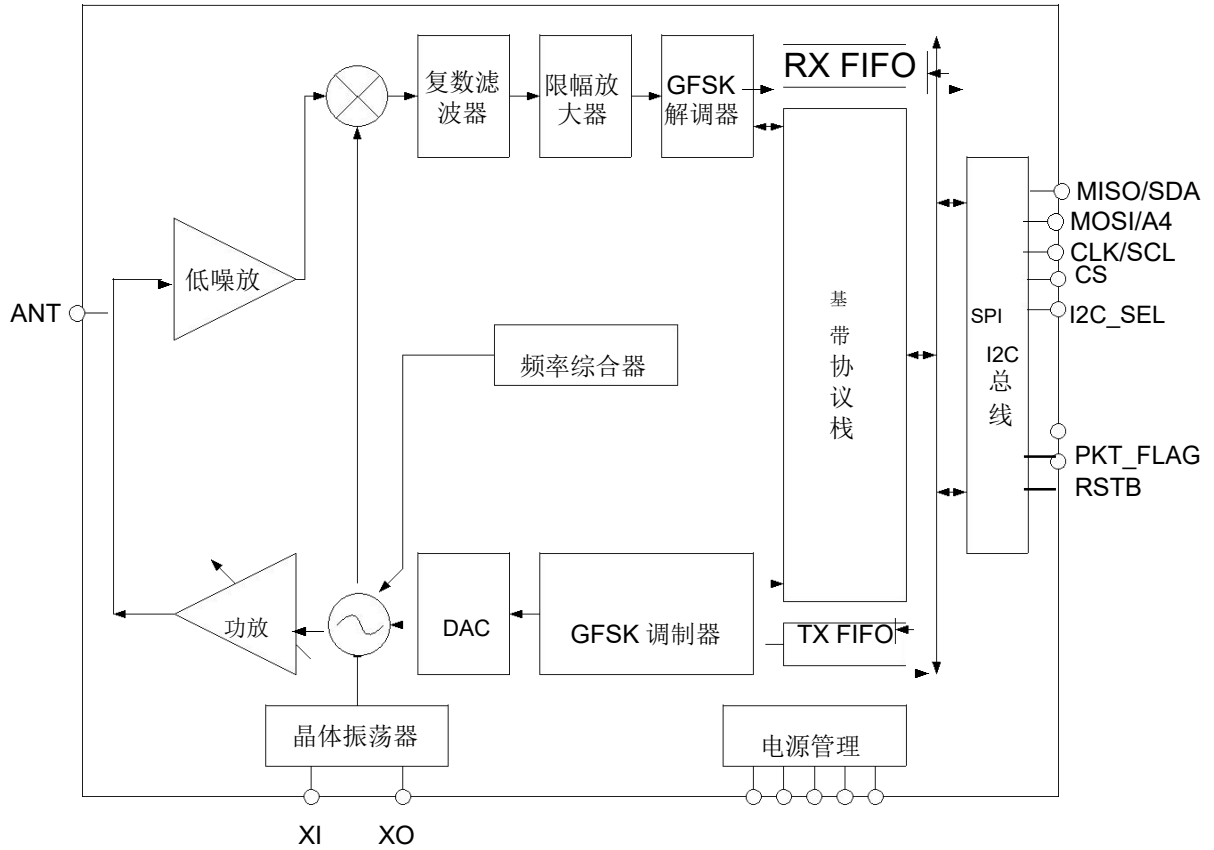 复数滤
波器
限幅放
大器
GFSK
解调器
RX FIFO
MISO/SDA
MOSI/A4
CLK/SCL
CS
I2C_SEL
低噪放
ANT
频率综合器
基
带
协
议
栈
SPI
I2C
总
线
PKT_FLAG
RSTB
功放
DAC
GFSK 调制器
TX FIFO
晶体振荡器
电源管理
XI
XO